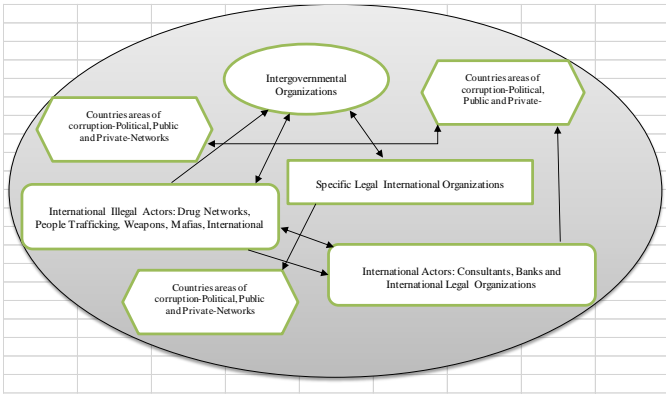 Intergovernmental
Organizations
Countries areas of
corruption-Political, Public and Private-
Countries areas of
corruption-Political, Public
and Private-Networks
Specific Legal International Organizations
International Illegal Actors: Drug Networks,
People Trafficking, Weapons, Mafias, International
International Actors: Consultants, Banks and
International Legal Organizations
Countries areas of
corruption-Political, Public
and Private-Networks